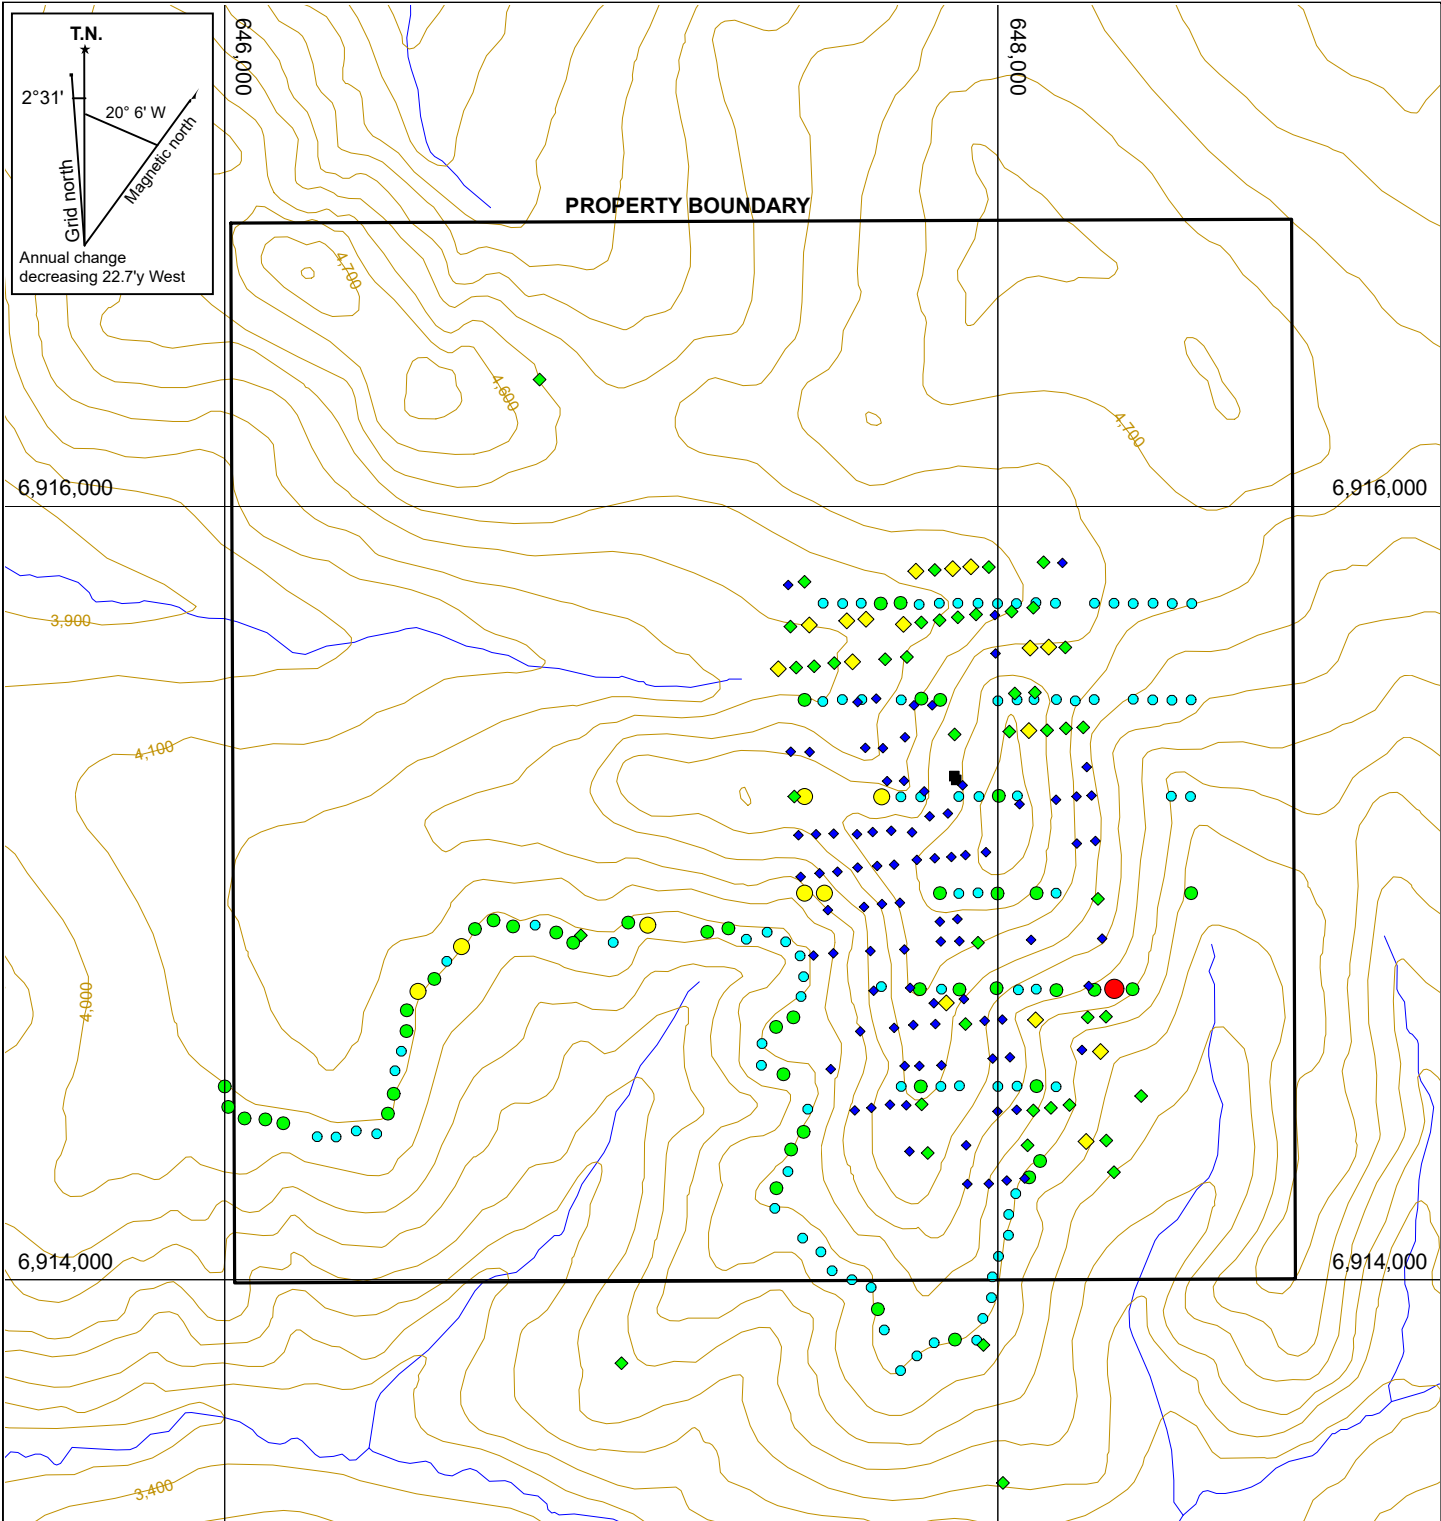 T.N.
2°31'
20° 6' W
Grid north
Magnetic north
Annual change
decreasing 22.7'y West
646,000
648,000
PROPERTY BOUNDARY
4,700
4,600
4,700
6,916,000
6,916,000
3,900
4,100
4,000
6,914,000
6,914,000
3,400